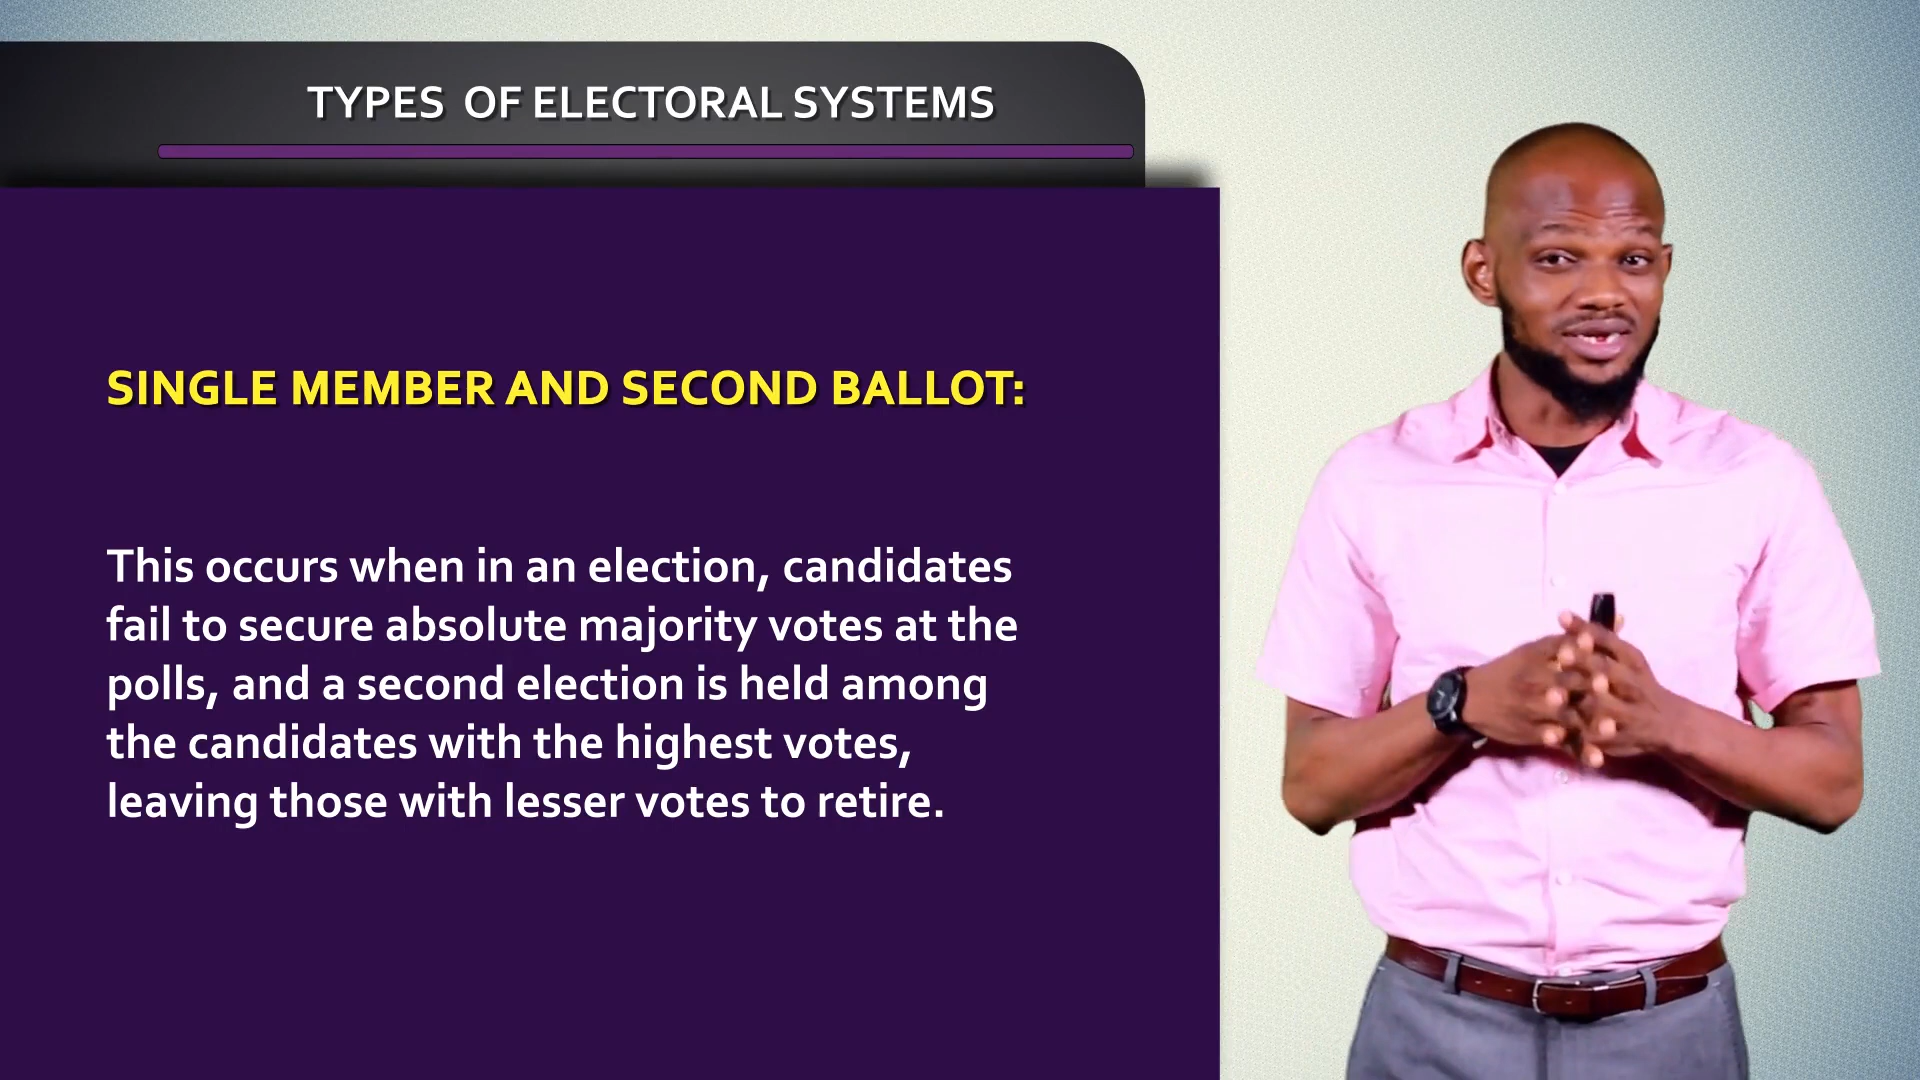 TYPES OF ELECTORAL SYSTEMS
SINGLE MEMBER AND SECOND BALLOT:
This occurs when in an election, candidates
fail to secure absolute majority votes at the
polls, and a second election is held among
the candidates with the highest votes,
leaving those with lesser votes to retire.